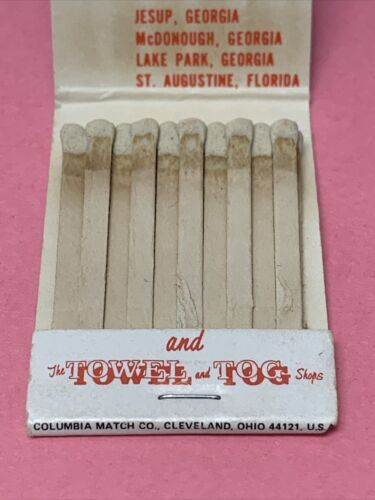 JESUP, GEORGIA
McDONOUGH, GEORGIA
LAKE PARK, GEORGIA
ST. AUGUSTINE, FLORIDA
and
The TOWEL and TOG Shops
COLUMBIA MATCH CO., CLEVELAND, OHIO 44121, U.S.